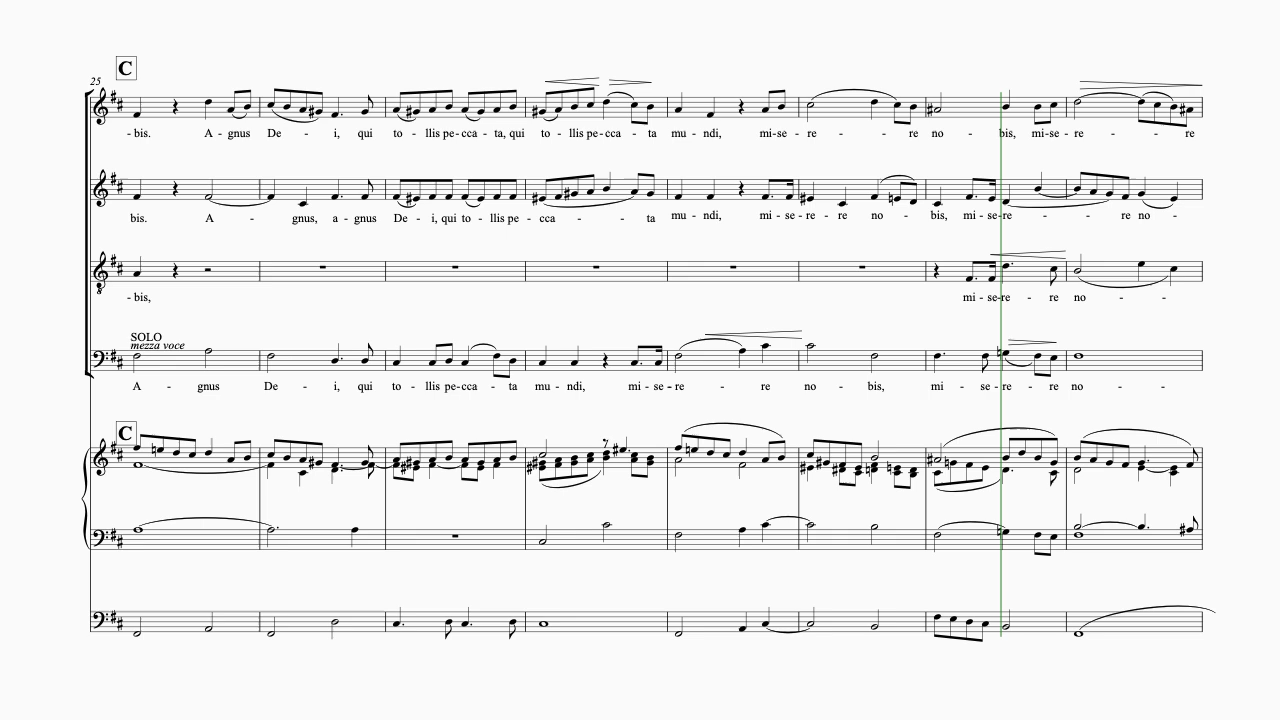 C
25
- bis. A - gnus De - - i, qui to - llis pe-cca - ta, qui to - llis pe-cca - ta mu - ndi, mi-se - re - - re no - bis, mi-se - re - - re
bis. A - gnus, a - gnus De - i, qui to - llis pe - cca - - - ta mu - ndi, mi - se - re - re no - bis, mi - se-re - - re no -
- bis, mi - se-re - re no - -
SOLO
mezza voce
A - gnus De - - i, qui to - llis pe-cca - ta mu - ndi, mi - se - re - re no - bis, mi - se - re - re no - -
C